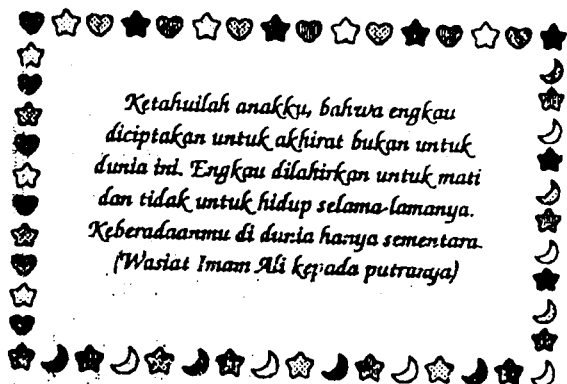 Ketahuilah anakku, bahwa engkau
diciptakan untuk akhirat bukan untuk
dunia ini. Engkau dilahirkan untuk mati
dan tidak untuk hidup selama-lamanya.
Keberadaanmu di dunia hanya sementara.
(Wasiat Imam Ali kepada putranya)